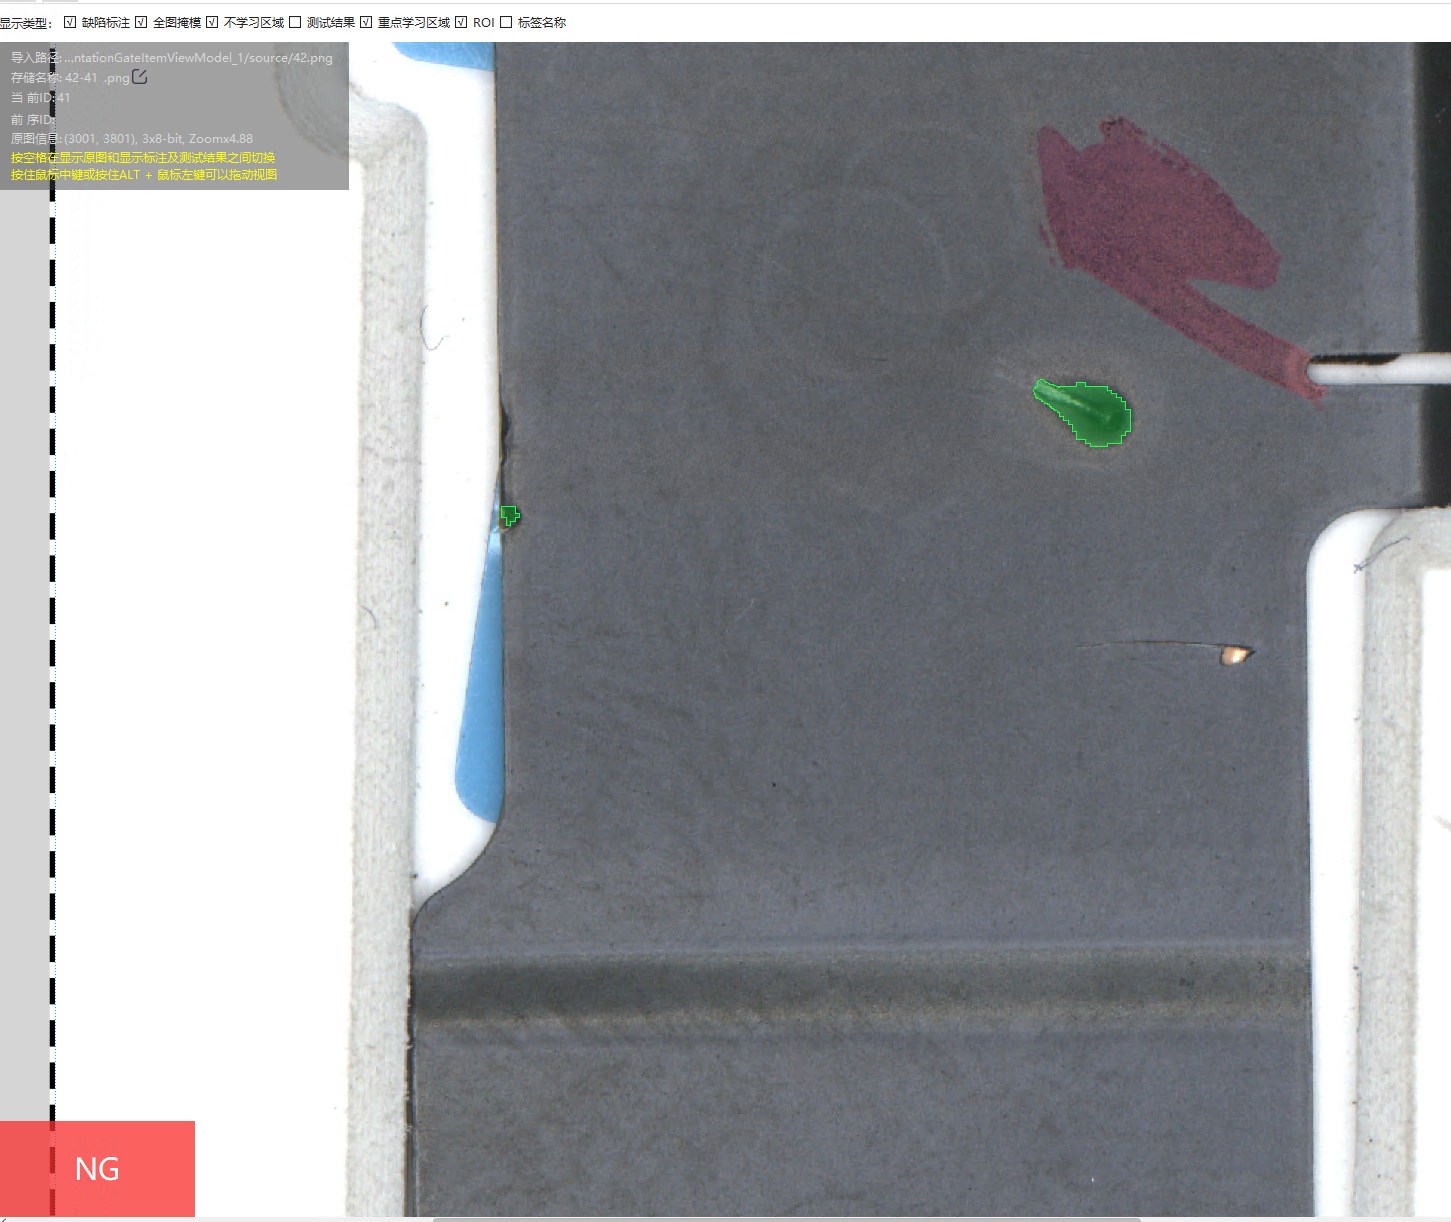 显示类型: 缺陷标注 全图掩模 不学习区域 测试结果 重点学习区域 ROI 标签名称
导入路径: ...ntationGateItemViewModel_1/source/42.png
存储名称: 42-41 .png
当 前ID: 41
前 序ID:
原图信息: (3001, 3801), 3x8-bit, Zoomx4.88
按空格在显示原图和显示标注及测试结果之间切换
按住鼠标中键或按住ALT + 鼠标左键可以拖动视图
NG